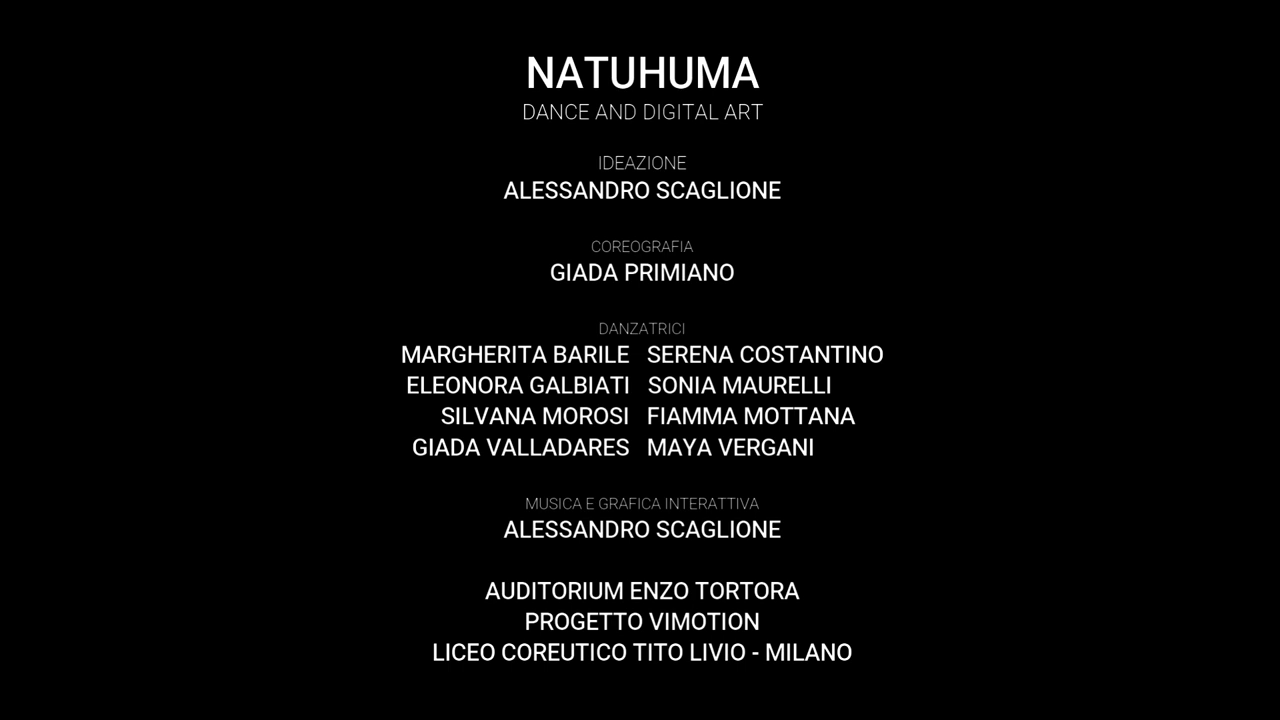 NATUHUMA
DANCE AND DIGITAL ART
IDEAZIONE
ALESSANDRO SCAGLIONE
COREOGRAFIA
GIADA PRIMIANO
DANZATRICI
MARGHERITA BARILE SERENA COSTANTINO
ELEONORA GALBIATI SONIA MAURELLI
SILVANA MOROSI FIAMMA MOTTANA
GIADA VALLADARES MAYA VERGANI
MUSICA E GRAFICA INTERATTIVA
ALESSANDRO SCAGLIONE
AUDITORIUM ENZO TORTORA
PROGETTO VIMOTION
LICEO COREUTICO TITO LIVIO - MILANO